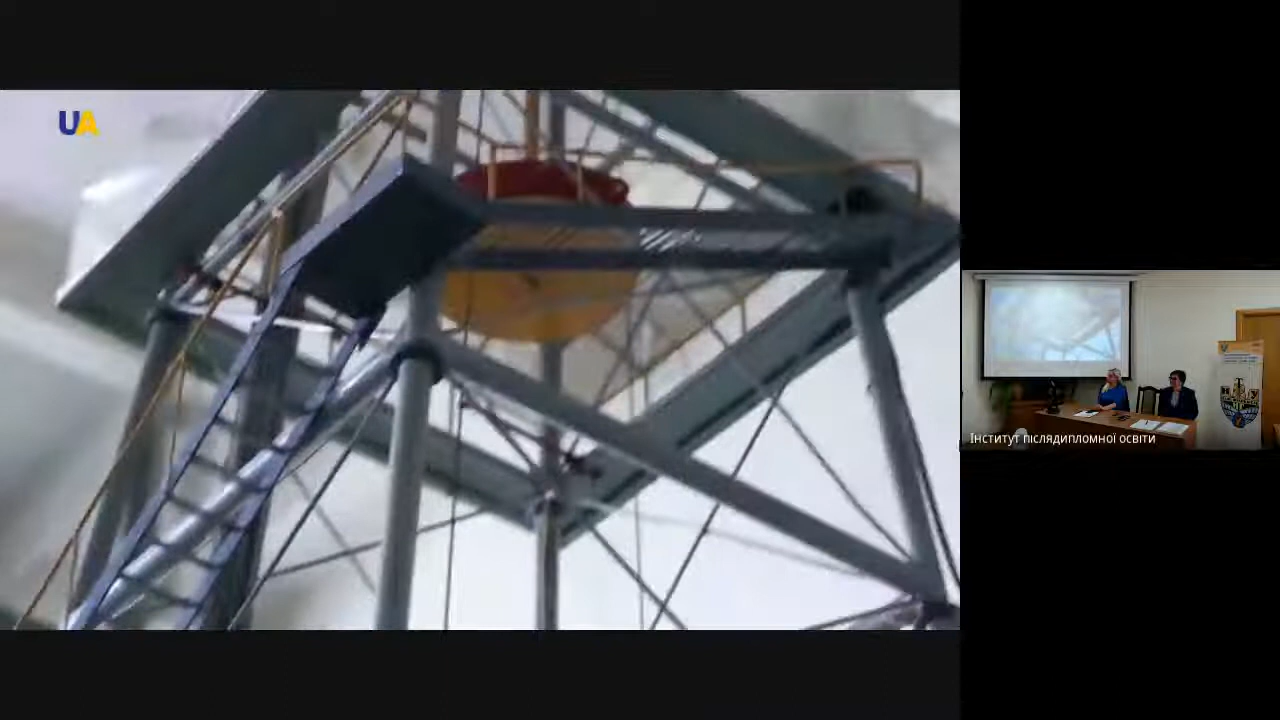 UA
Інститут післядипломної освіти